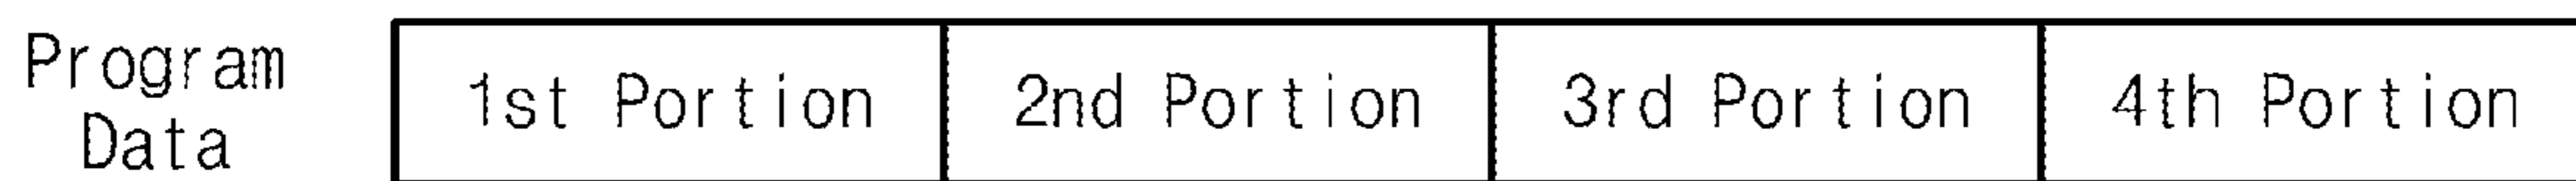 Program
Data
1st Portion
2nd Portion
3rd Portion
4th Portion